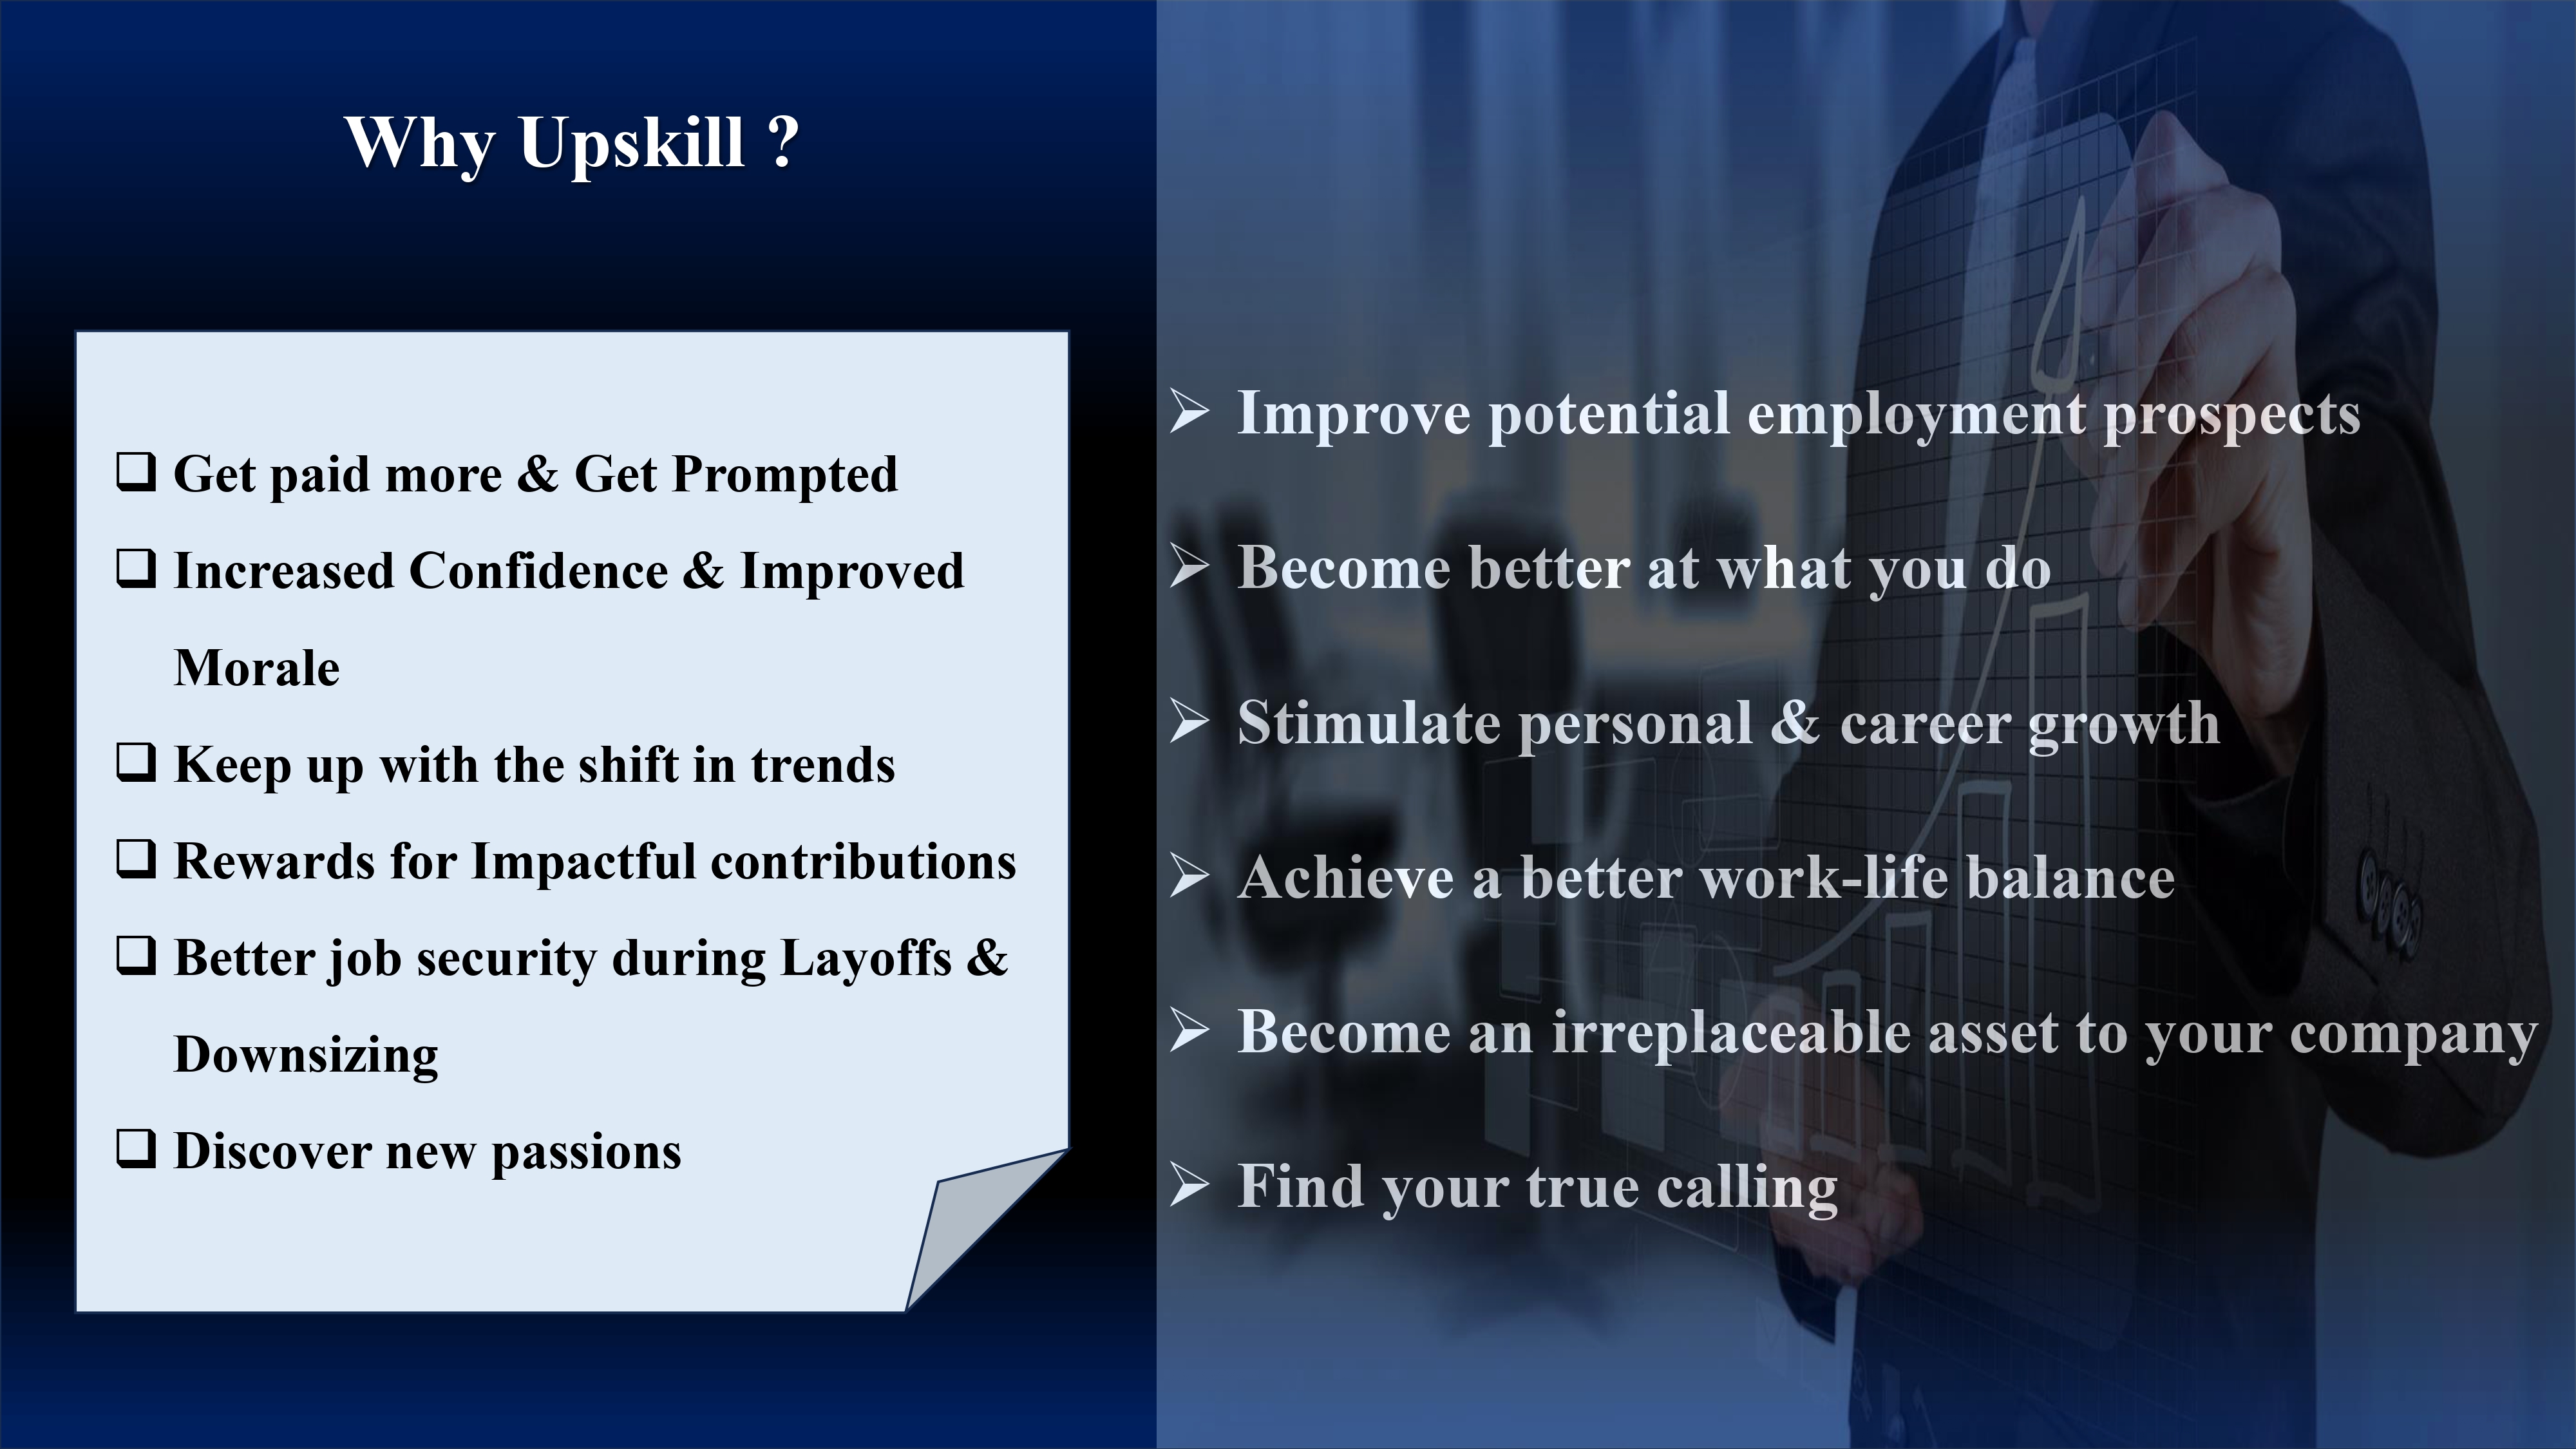 Why Upskill ?
Get paid more & Get Prompted
Increased Confidence & Improved
Morale
Keep up with the shift in trends
Rewards for Impactful contributions
Better job security during Layoffs &
Downsizing
Discover new passions
Improve potential employment prospects
Become better at what you do
Stimulate personal & career growth
Achieve a better work-life balance
Become an irreplaceable asset to your company
Find your true calling